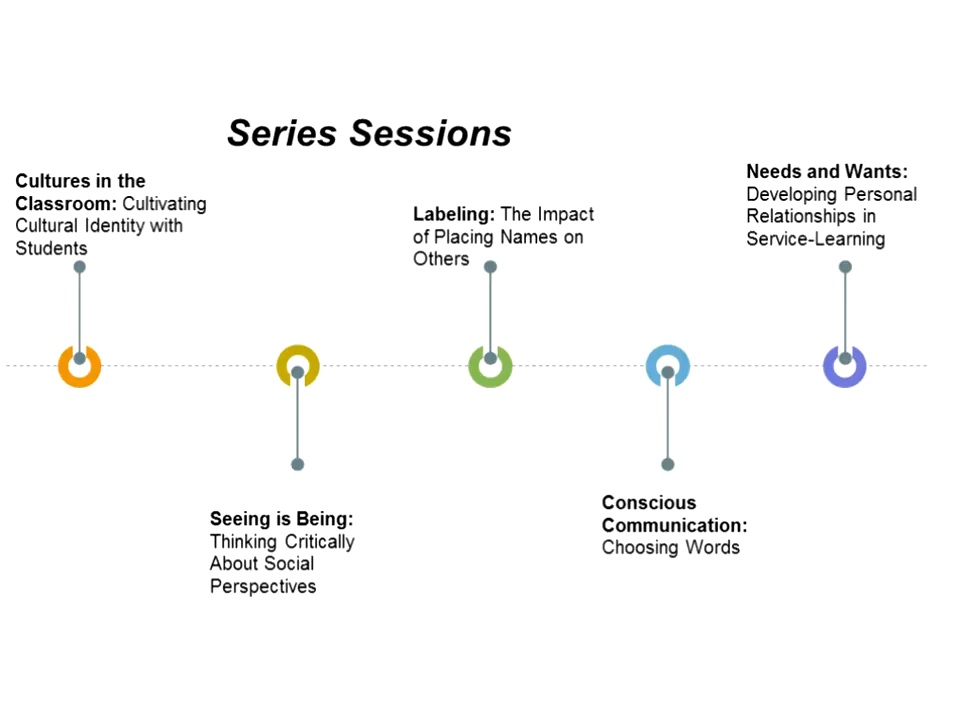 Series Sessions
Cultures in the
Classroom: Cultivating
Cultural Identity with
Students
Seeing is Being:
Thinking Critically
About Social
Perspectives
Labeling: The Impact
of Placing Names on
Others
Conscious
Communication:
Choosing Words
Needs and Wants:
Developing Personal
Relationships in
Service-Learning